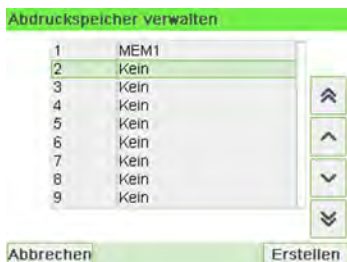 Abdruckspeicher verwalten
1 MEM1
2 Kein
3 Kein
4 Kein
5 Kein
6 Kein
7 Kein
8 Kein
9 Kein
Abbrechen Erstellen